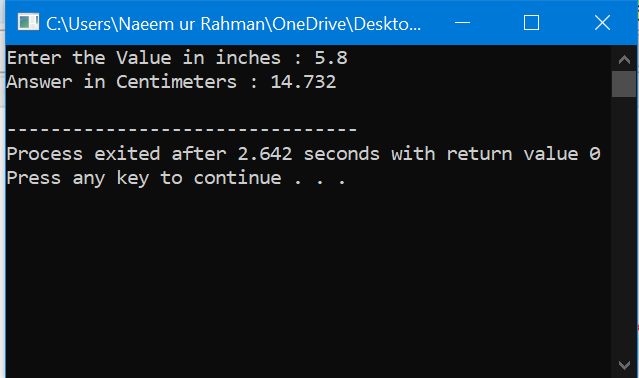 C:\Users\Naeem ur Rahman\OneDrive\Deskto...
Enter the Value in inches : 5.8
Answer in Centimeters : 14.732
--------------------------------
Process exited after 2.642 seconds with return value 0
Press any key to continue . . .